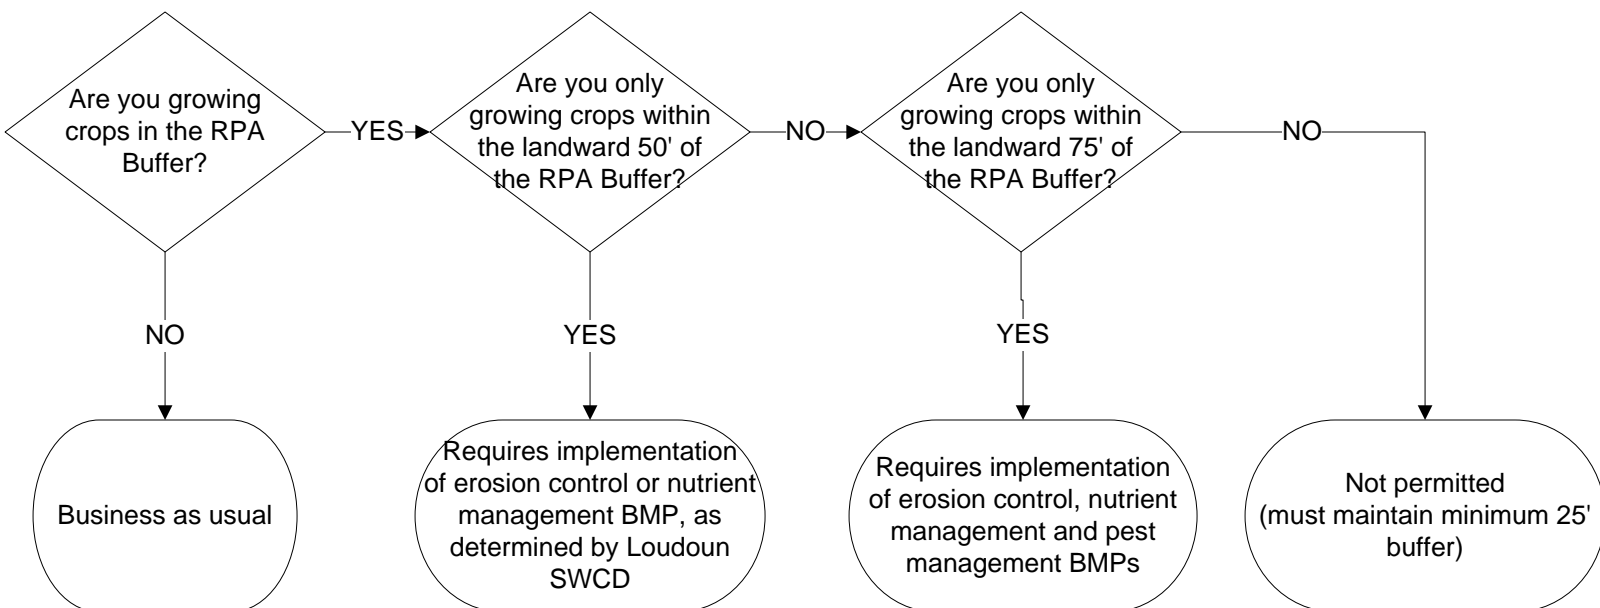 Are you growing
crops in the RPA
Buffer?
YES
Are you only
growing crops within
the landward 50' of
the RPA Buffer?
NO
Are you only
growing crops within
the landward 75' of
the RPA Buffer?
NO
NO
YES
YES
Business as usual
Requires implementation
of erosion control or nutrient
management BMP, as
determined by Loudoun
SWCD
Requires implementation
of erosion control, nutrient
management and pest
management BMPs
Not permitted
(must maintain minimum 25'
buffer)